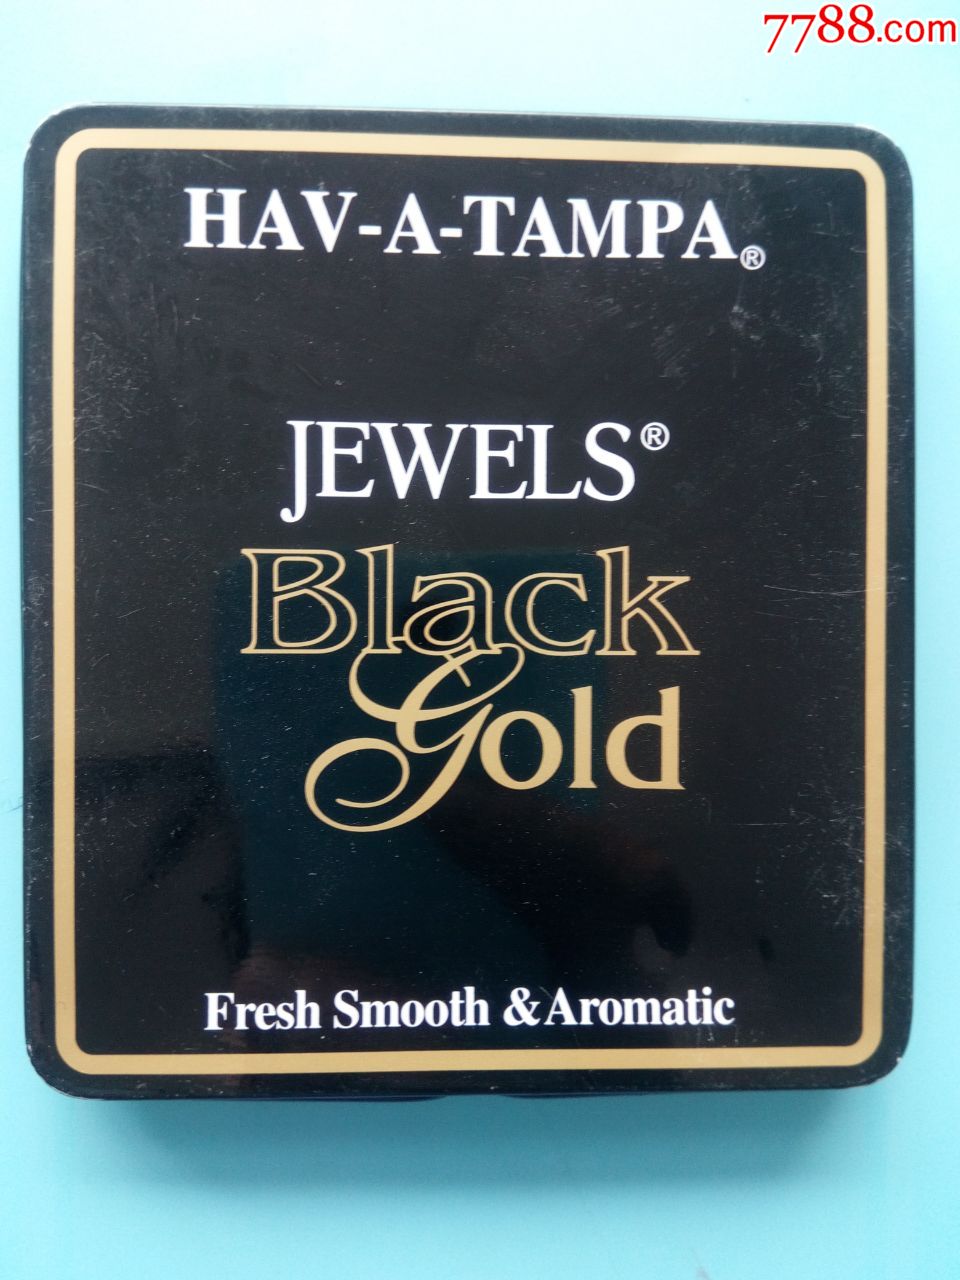 7788.com
HAV-A-TAMPA®
JEWELS®
Black
Gold
Fresh Smooth & Aromatic